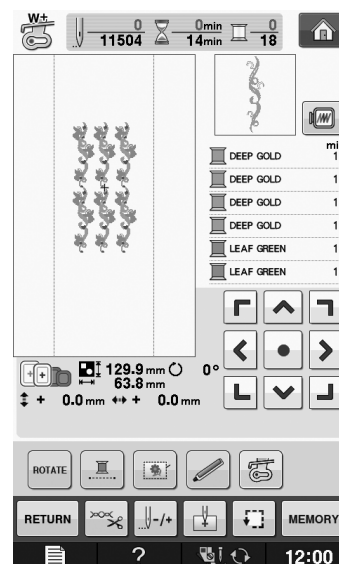 W+
0
11504
0min
14min
0
18
min
DEEP GOLD 1
DEEP GOLD 1
DEEP GOLD 1
DEEP GOLD 1
LEAF GREEN 1
LEAF GREEN 1
129.9 mm 0°
63.8 mm
+ 0.0 mm + 0.0 mm
ROTATE
RETURN -/+ MEMORY
? 12:00